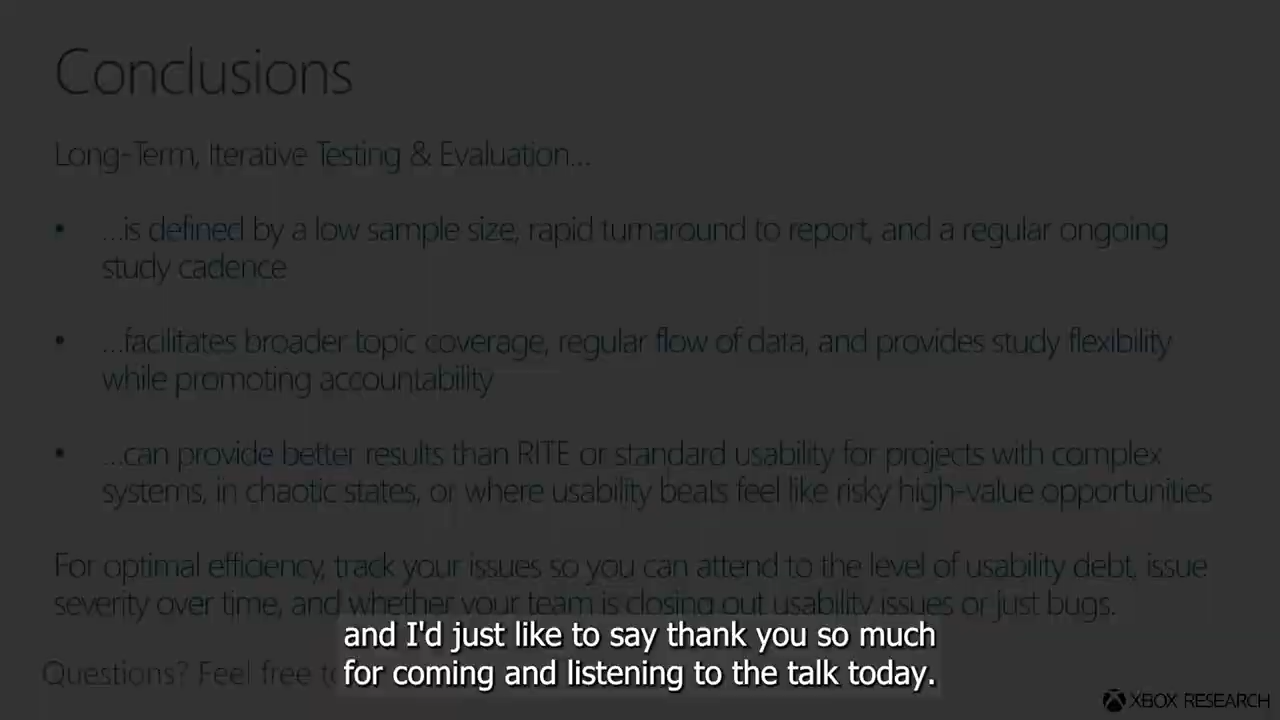 Conclusions
Long-Term, Iterative Testing & Evaluation...
• ...is defined by a low sample size, rapid turnaround to report, and a regular ongoing
study cadence
• ...facilitates broader topic coverage, regular flow of data, and provides study flexibility
while promoting accountability
• ...can provide better results than RITE or standard usability for projects with complex
systems, in chaotic states, or where usability beats feel like risky high-value opportunities
For optimal efficiency, track your issues so you can attend to the level of usability debt, issue
severity over time, and whether your team is closing out usability issues or just bugs.
and I'd just like to say thank you so much
for coming and listening to the talk today.
Questions? Feel free
XBOX RESEARCH